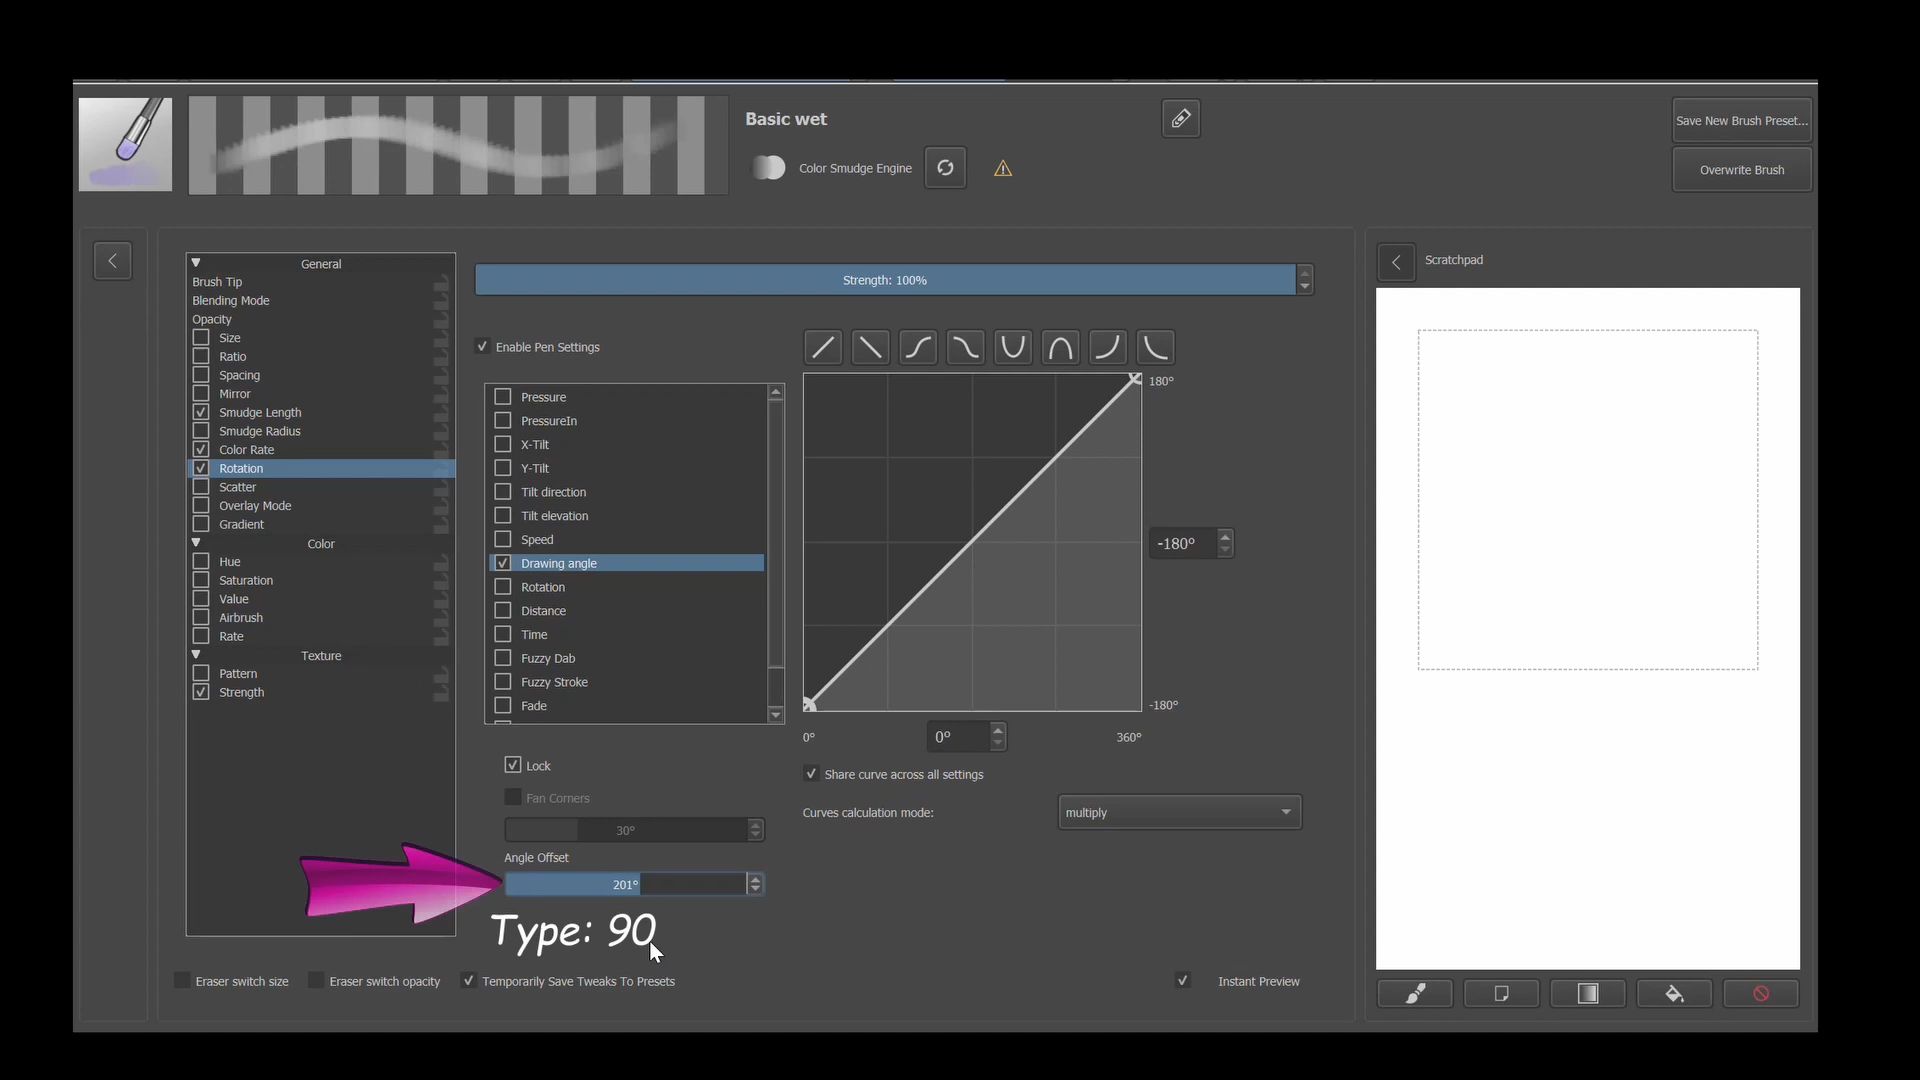 Basic wet
Color Smudge Engine
Save New Brush Preset...
Overwrite Brush
General
Brush Tip
Blending Mode
Opacity
Size
Ratio
Spacing
Mirror
Smudge Length
Smudge Radius
Color Rate
Rotation
Scatter
Overlay Mode
Gradient
Color
Hue
Saturation
Value
Airbrush
Rate
Texture
Pattern
Strength
Strength: 100%
Enable Pen Settings
Pressure
PressureIn
X-Tilt
Y-Tilt
Tilt direction
Tilt elevation
Speed
Drawing angle
Rotation
Distance
Time
Fuzzy Dab
Fuzzy Stroke
Fade
Lock
Fan Corners
30°
Angle Offset
201°
Type: 90
180°
-180°
-180°
0°
0°
360°
Share curve across all settings
Curves calculation mode:
multiply
Eraser switch size
Eraser switch opacity
Temporarily Save Tweaks To Presets
Instant Preview
Scratchpad